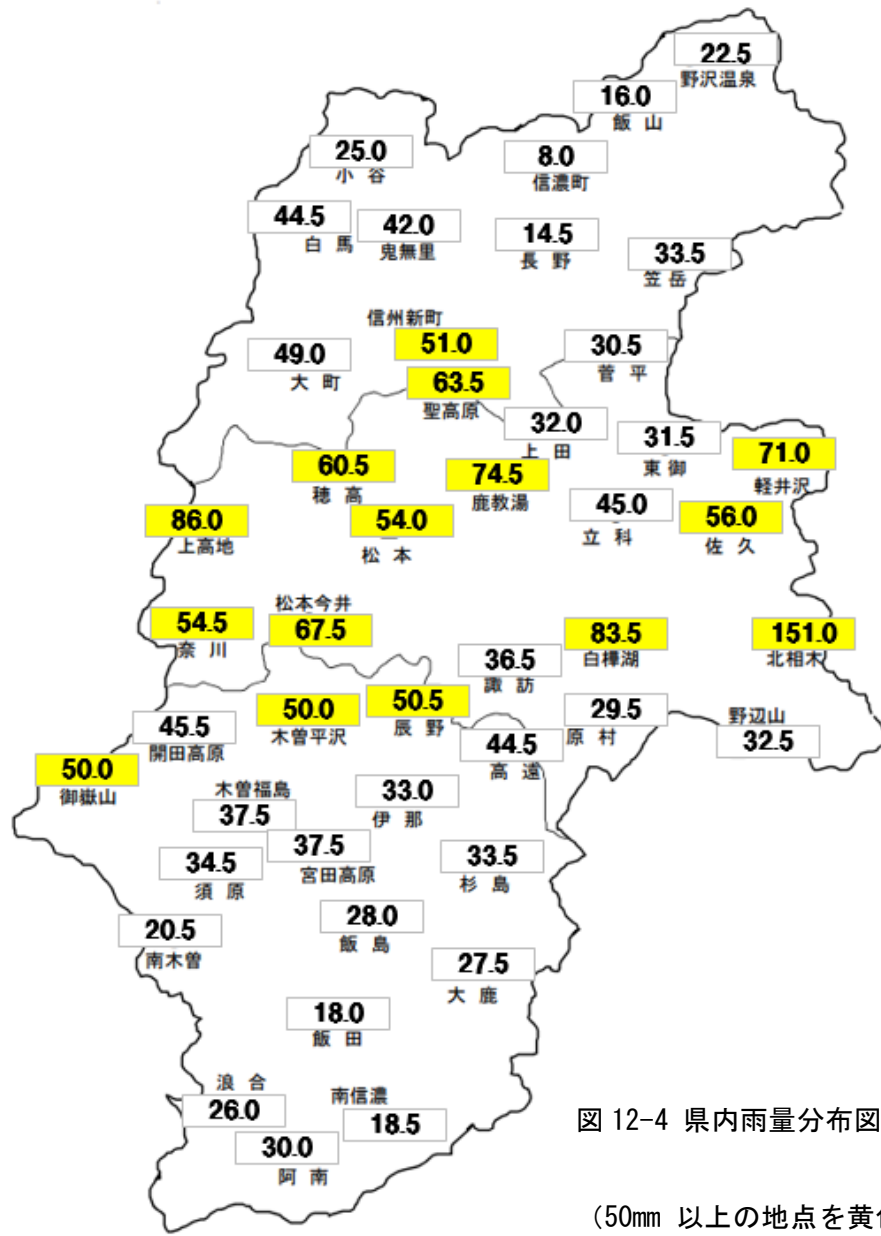 22.5
野沢温泉
16.0
飯 山
25.0
小 谷
8.0
信濃町
44.5
白 馬
42.0
鬼無里
14.5
長 野
33.5
笠 岳
信州新町
51.0
49.0
大 町
30.5
菅 平
63.5
聖高原
32.0
上 田
31.5
東 御
71.0
軽井沢
60.5
穂 高
74.5
鹿教湯
45.0
立 科
56.0
佐 久
86.0
上高地
54.0
松 本
54.5
奈 川
松本今井
67.5
36.5
諏 訪
83.5
白樺湖
151.0
北相木
45.5
開田高原
50.0
木曽平沢
50.5
辰 野
44.5
高 遠
29.5
原 村
野辺山
32.5
50.0
御嶽山
木曽福島
37.5
33.0
伊 那
34.5
須 原
37.5
宮田高原
33.5
杉 島
20.5
南木曽
28.0
飯 島
27.5
大 鹿
18.0
飯 田
浪 合
26.0
南信濃
18.5
30.0
阿 南
図 12-4 県内雨量分布図
（50mm 以上の地点を黄